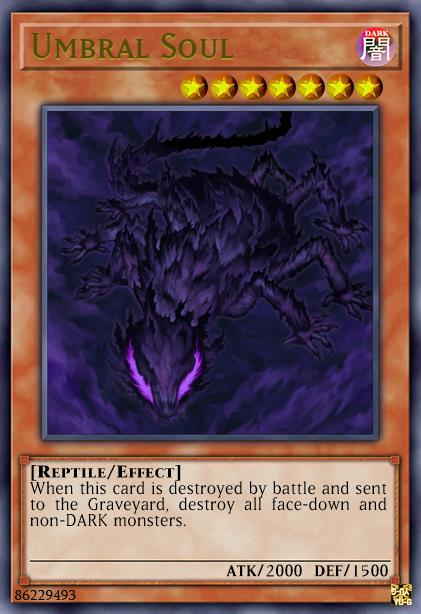 Umbral Soul
DARK
闇
[Reptile/Effect]
When this card is destroyed by battle and sent
to the Graveyard, destroy all face-down and
non-DARK monsters.
ATK/2000 DEF/1500
86229493